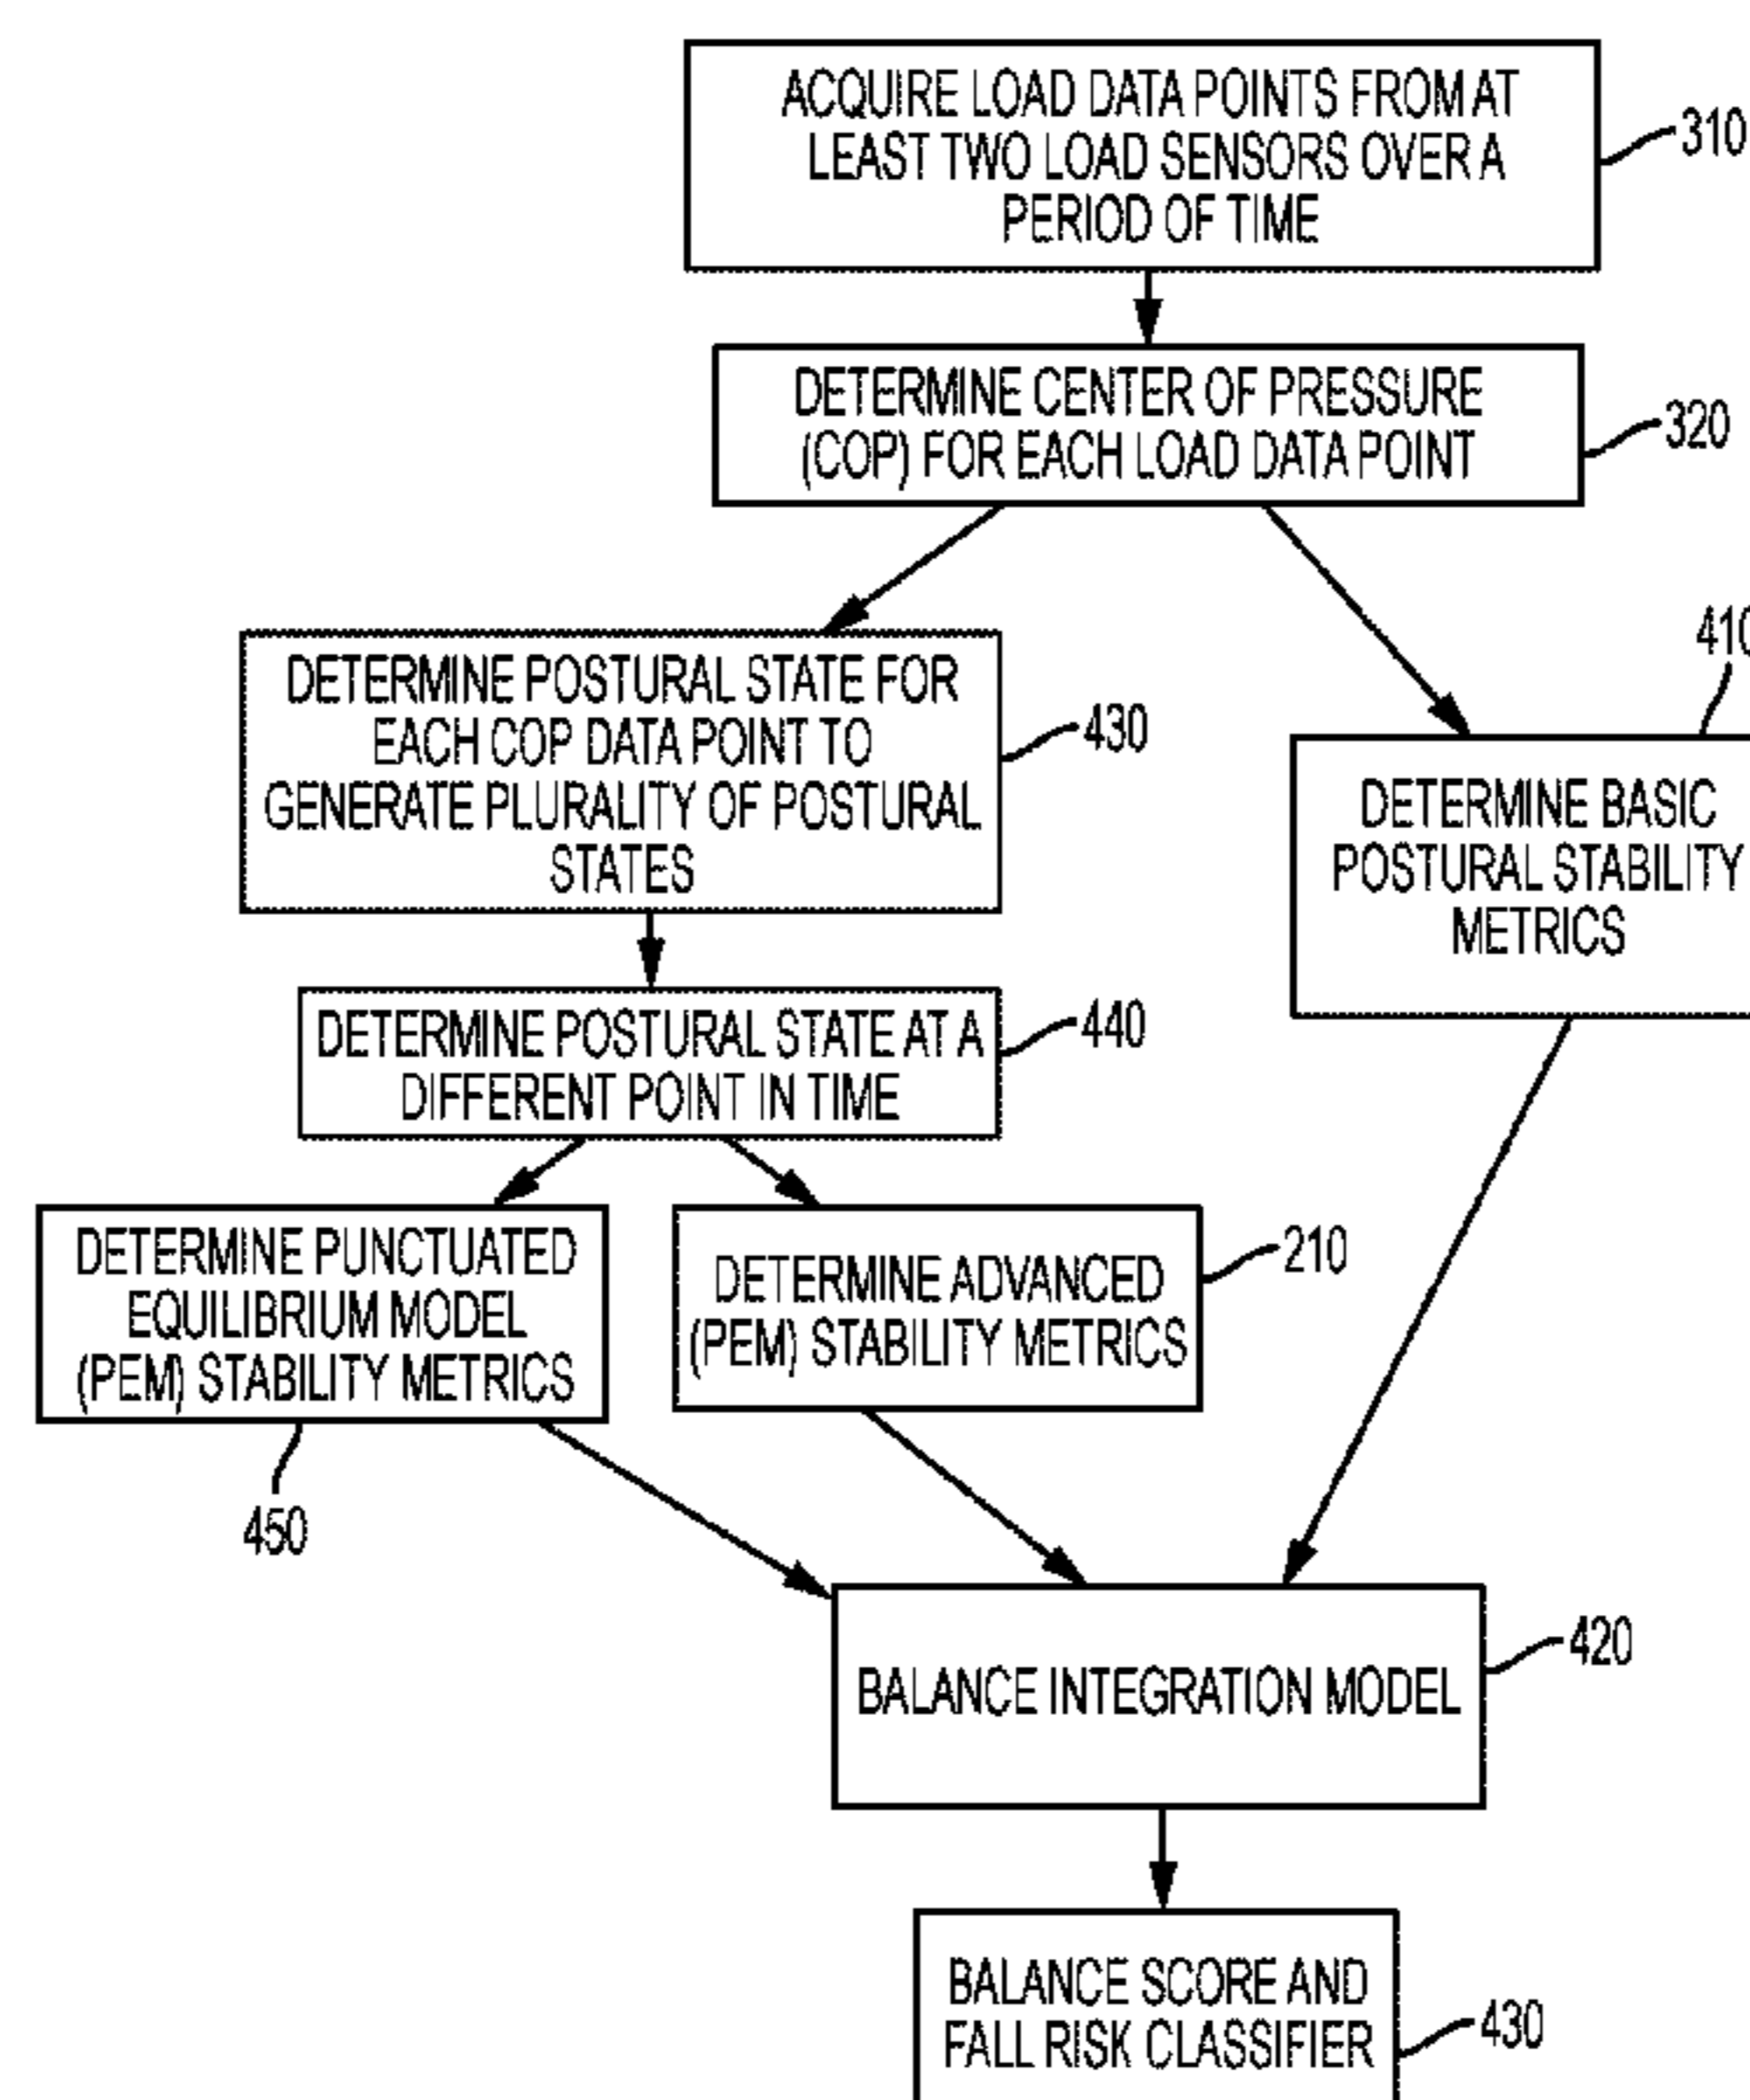 ACQUIRE LOAD DATA POINTS FROM AT
LEAST TWO LOAD SENSORS OVER A
PERIOD OF TIME
310
DETERMINE CENTER OF PRESSURE
(COP) FOR EACH LOAD DATA POINT
320
DETERMINE POSTURAL STATE FOR
EACH COP DATA POINT TO
GENERATE PLURALITY OF POSTURAL
STATES
430
410
DETERMINE BASIC
POSTURAL STABILITY
METRICS
DETERMINE POSTURAL STATE AT A
DIFFERENT POINT IN TIME
440
DETERMINE PUNCTUATED
EQUILIBRIUM MODEL
(PEM) STABILITY METRICS
450
DETERMINE ADVANCED
(PEM) STABILITY METRICS
210
BALANCE INTEGRATION MODEL
420
BALANCE SCORE AND
FALL RISK CLASSIFIER
430